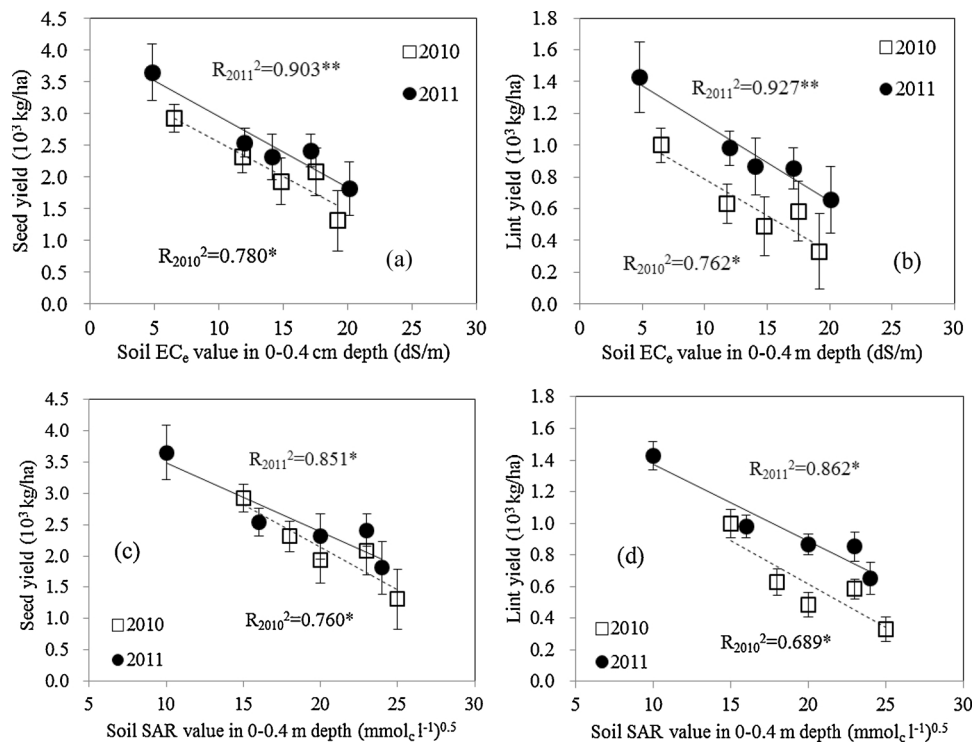 Seed yield (10³ kg/ha)
4.5
4.0
3.5
3.0
2.5
2.0
1.5
1.0
0.5
0.0
R₂₀₁₁²=0.903**
R₂₀₁₀²=0.780*
2010
2011
(a)
0 5 10 15 20 25 30
Soil ECₑ value in 0-0.4 cm depth (dS/m)
Lint yield (10³ kg/ha)
1.8
1.6
1.4
1.2
1.0
0.8
0.6
0.4
0.2
0.0
2010
2011
R₂₀₁₁²=0.927**
R₂₀₁₀²=0.762*
(b)
0 5 10 15 20 25 30
Soil ECₑ value in 0-0.4 m depth (dS/m)
Seed yield (10³ kg/ha)
4.5
4.0
3.5
3.0
2.5
2.0
1.5
1.0
0.5
0.0
R₂₀₁₁²=0.851*
(c)
R₂₀₁₀²=0.760*
2010
2011
5 10 15 20 25 30
Soil SAR value in 0-0.4 m depth (mmol_c l⁻¹)⁰·⁵
Lint yield (10³ kg/ha)
1.8
1.6
1.4
1.2
1.0
0.8
0.6
0.4
0.2
0.0
R₂₀₁₁²=0.862*
(d)
R₂₀₁₀²=0.689*
2010
2011
5 10 15 20 25 30
Soil SAR value in 0-0.4 m depth (mmol_c l⁻¹)⁰·⁵